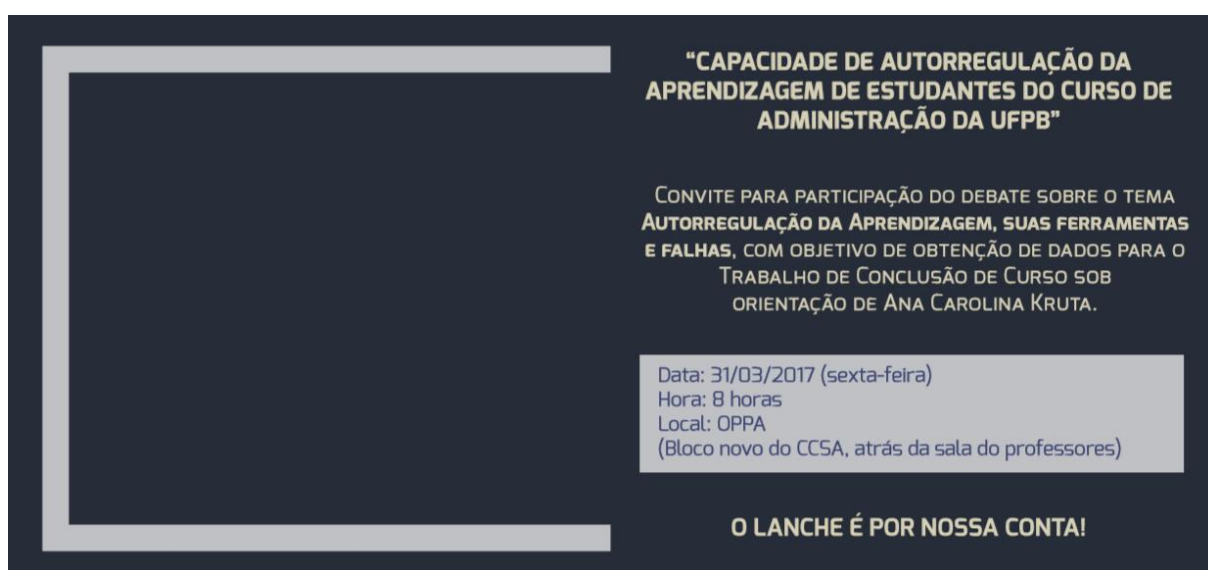 “CAPACIDADE DE AUTORREGULAÇÃO DA
APRENDIZAGEM DE ESTUDANTES DO CURSO DE
ADMINISTRAÇÃO DA UFPB”
CONVITE PARA PARTICIPAÇÃO DO DEBATE SOBRE O TEMA
AUTORREGULAÇÃO DA APRENDIZAGEM, SUAS FERRAMENTAS
E FALHAS, COM OBJETIVO DE OBTENÇÃO DE DADOS PARA O
TRABALHO DE CONCLUSÃO DE CURSO SOB
ORIENTAÇÃO DE ANA CAROLINA KRUTA.
Data: 31/03/2017 (sexta-feira)
Hora: 8 horas
Local: OPPA
(Bloco novo do CCSA, atrás da sala do professores)
O LANCHE É POR NOSSA CONTA!